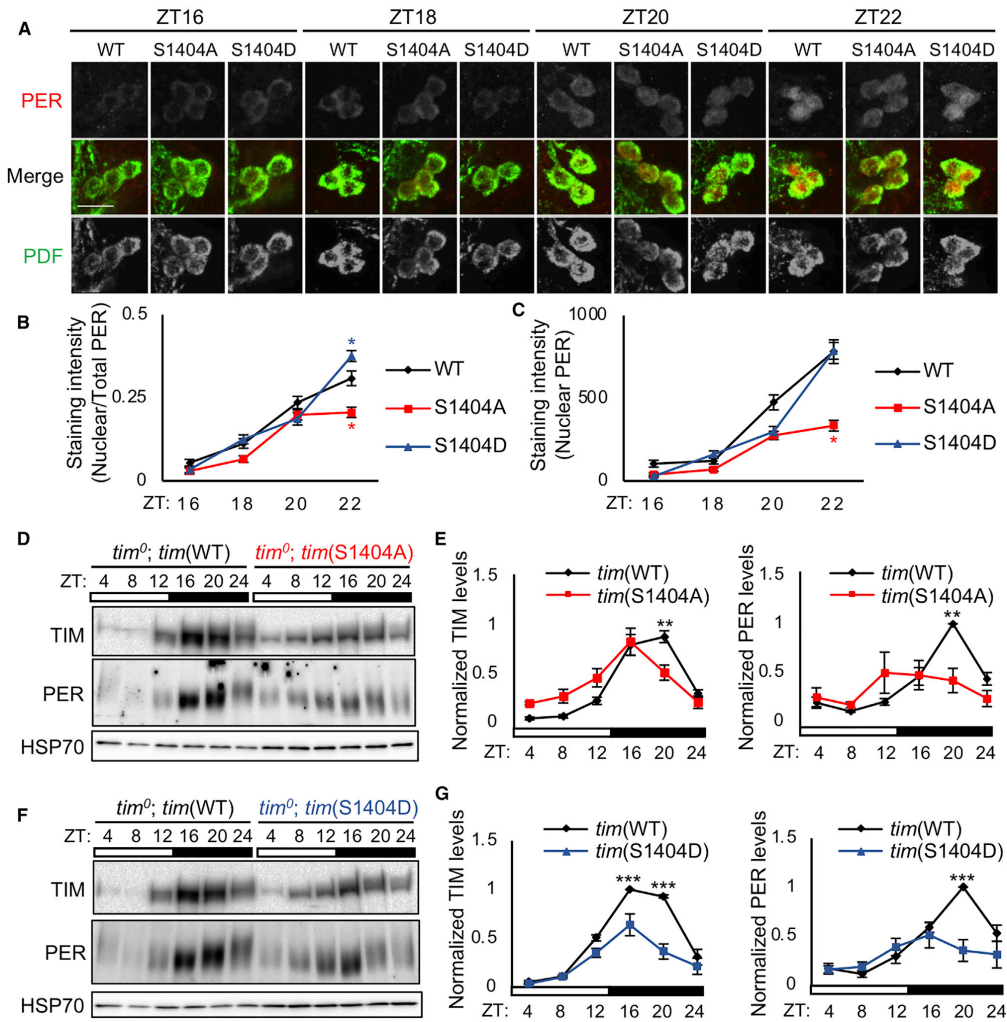 A
ZT16 ZT18 ZT20 ZT22
WT S1404A S1404D WT S1404A S1404D WT S1404A S1404D WT S1404A S1404D
PER
Merge
PDF
B
Staining intensity
(Nuclear/Total PER)
0.5
0.25
0
ZT: 16 18 20 22
*
*
WT
S1404A
S1404D
C
Staining intensity
(Nuclear PER)
1000
500
0
ZT: 16 18 20 22
*
WT
S1404A
S1404D
D
tim⁰; tim(WT) tim⁰; tim(S1404A)
ZT: 4 8 12 16 20 24 4 8 12 16 20 24
TIM
PER
HSP70
E
Normalized TIM levels
1.5
1
0.5
0
tim(WT)
tim(S1404A)
**
ZT: 4 8 12 16 20 24
Normalized PER levels
1.5
1
0.5
0
tim(WT)
tim(S1404A)
**
ZT: 4 8 12 16 20 24
F
tim⁰; tim(WT) tim⁰; tim(S1404D)
ZT: 4 8 12 16 20 24 4 8 12 16 20 24
TIM
PER
HSP70
G
Normalized TIM levels
1.5
1
0.5
0
tim(WT)
tim(S1404D)
*** ***
ZT: 4 8 12 16 20 24
Normalized PER levels
1.5
1
0.5
0
tim(WT)
tim(S1404D)
***
ZT: 4 8 12 16 20 24